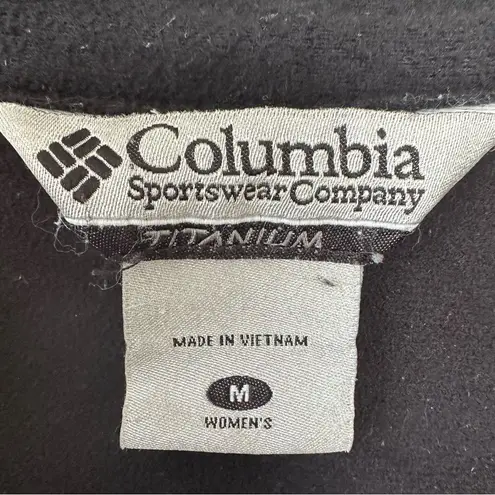 Columbia
Sportswear Company
TITANIUM
MADE IN VIETNAM
M
WOMEN'S